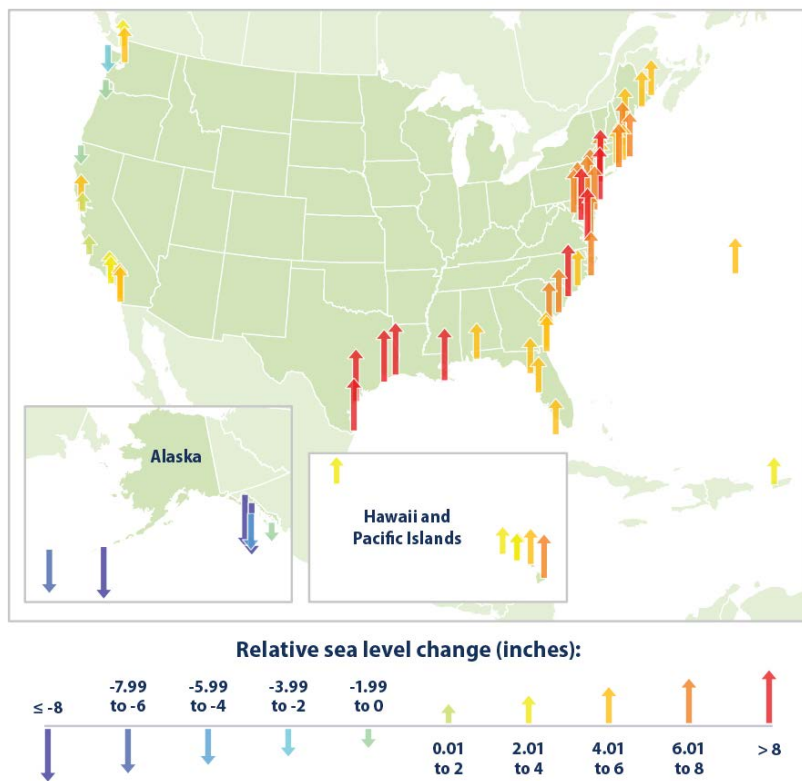 Alaska
Hawaii and
Pacific Islands
Relative sea level change (inches):
≤ -8
-7.99
to -6
-5.99
to -4
-3.99
to -2
-1.99
to 0
0.01
to 2
2.01
to 4
4.01
to 6
6.01
to 8
> 8